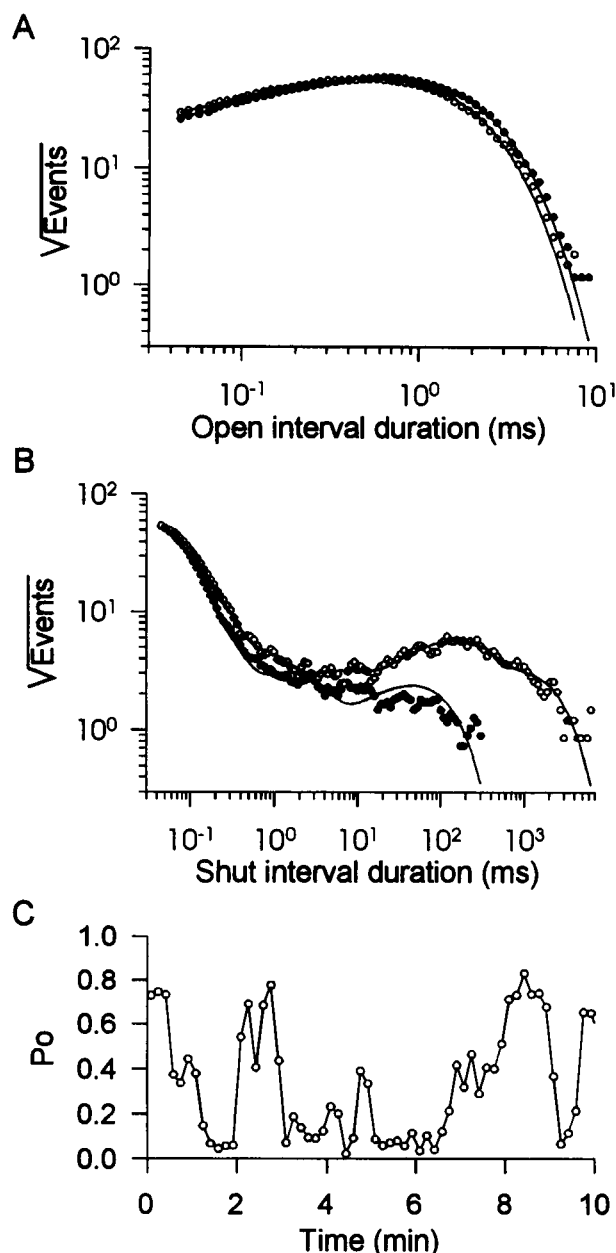 A
√Events
10²
10¹
10⁰
10⁻¹ 10⁰ 10¹
Open interval duration (ms)
B
√Events
10²
10¹
10⁰
10⁻¹ 10⁰ 10¹ 10² 10³
Shut interval duration (ms)
C
Po
1.0
0.8
0.6
0.4
0.2
0.0
0 2 4 6 8 10
Time (min)